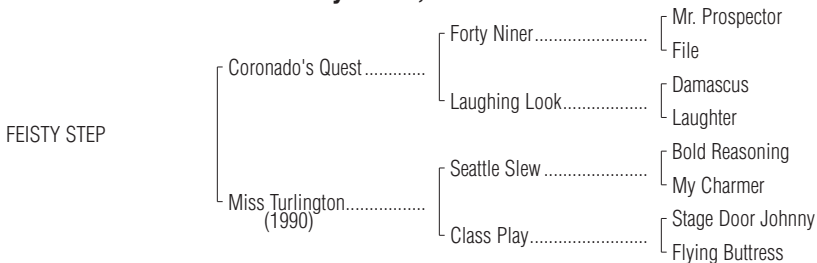 Mr. Prospector
Forty Niner
File
Coronado's Quest
Damascus
Laughing Look
Laughter
FEISTY STEP
Bold Reasoning
Seattle Slew
My Charmer
Miss Turlington
(1990)
Stage Door Johnny
Class Play
Flying Buttress